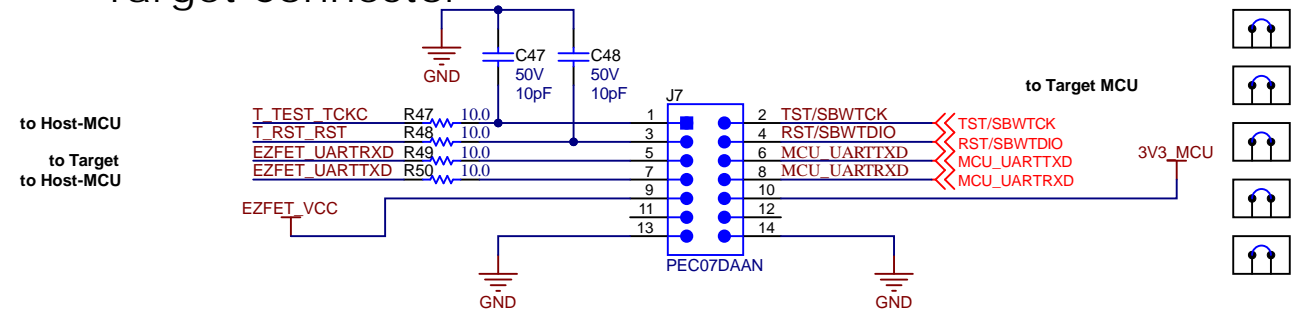 Target connector
GND
C47
50V
10pF
C48
50V
10pF
to Target MCU
J7
to Host-MCU
T_TEST_TCKC R47 10.0 1 2 TST/SBWTCK TST/SBWTCK
T_RST_RST R48 10.0 3 4 RST/SBWTDIO RST/SBWTDIO
to Target EZFET_UARTRXD R49 10.0 5 6 MCU_UARTTXD MCU_UARTTXD 3V3_MCU
to Host-MCU EZFET_UARTTXD R50 10.0 7 8 MCU_UARTRXD MCU_UARTRXD
9 10
EZFET_VCC 11 12
13 14
PEC07DAAN
GND GND